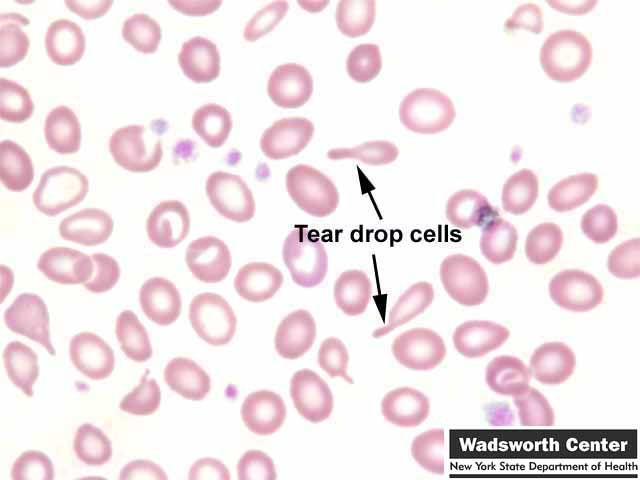 Tear drop cells
Wadsworth Center
New York State Department of Health